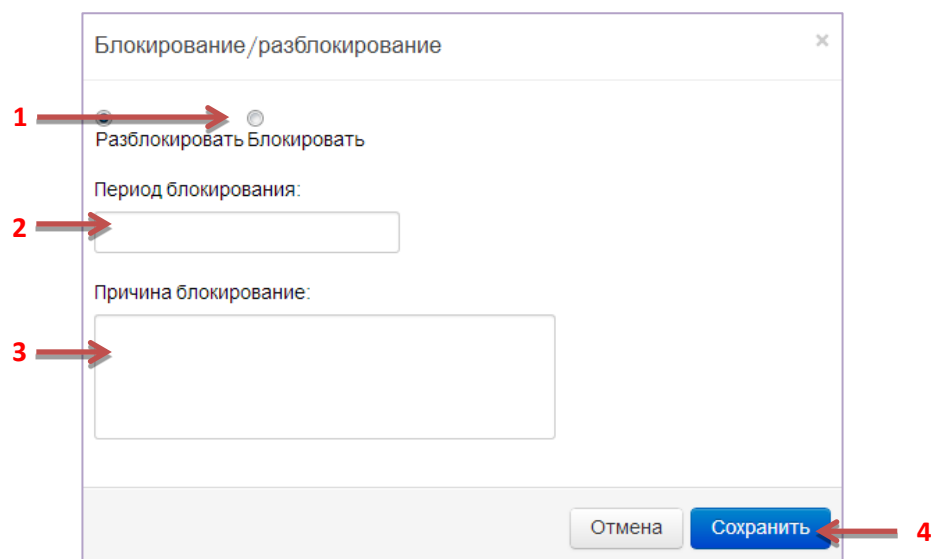 Блокирование/разблокирование ×
1
Разблокировать Блокировать
Период блокирования:
2
Причина блокирование:
3
Отмена Сохранить 4